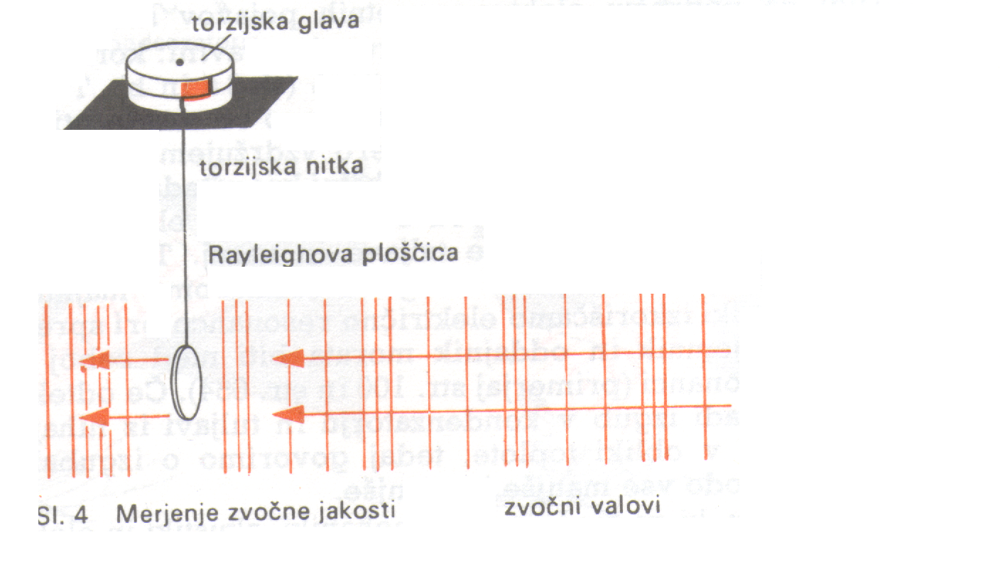 torzijska glava
torzijska nitka
Rayleighova ploščica
Sl. 4 Merjenje zvočne jakosti
zvočni valovi